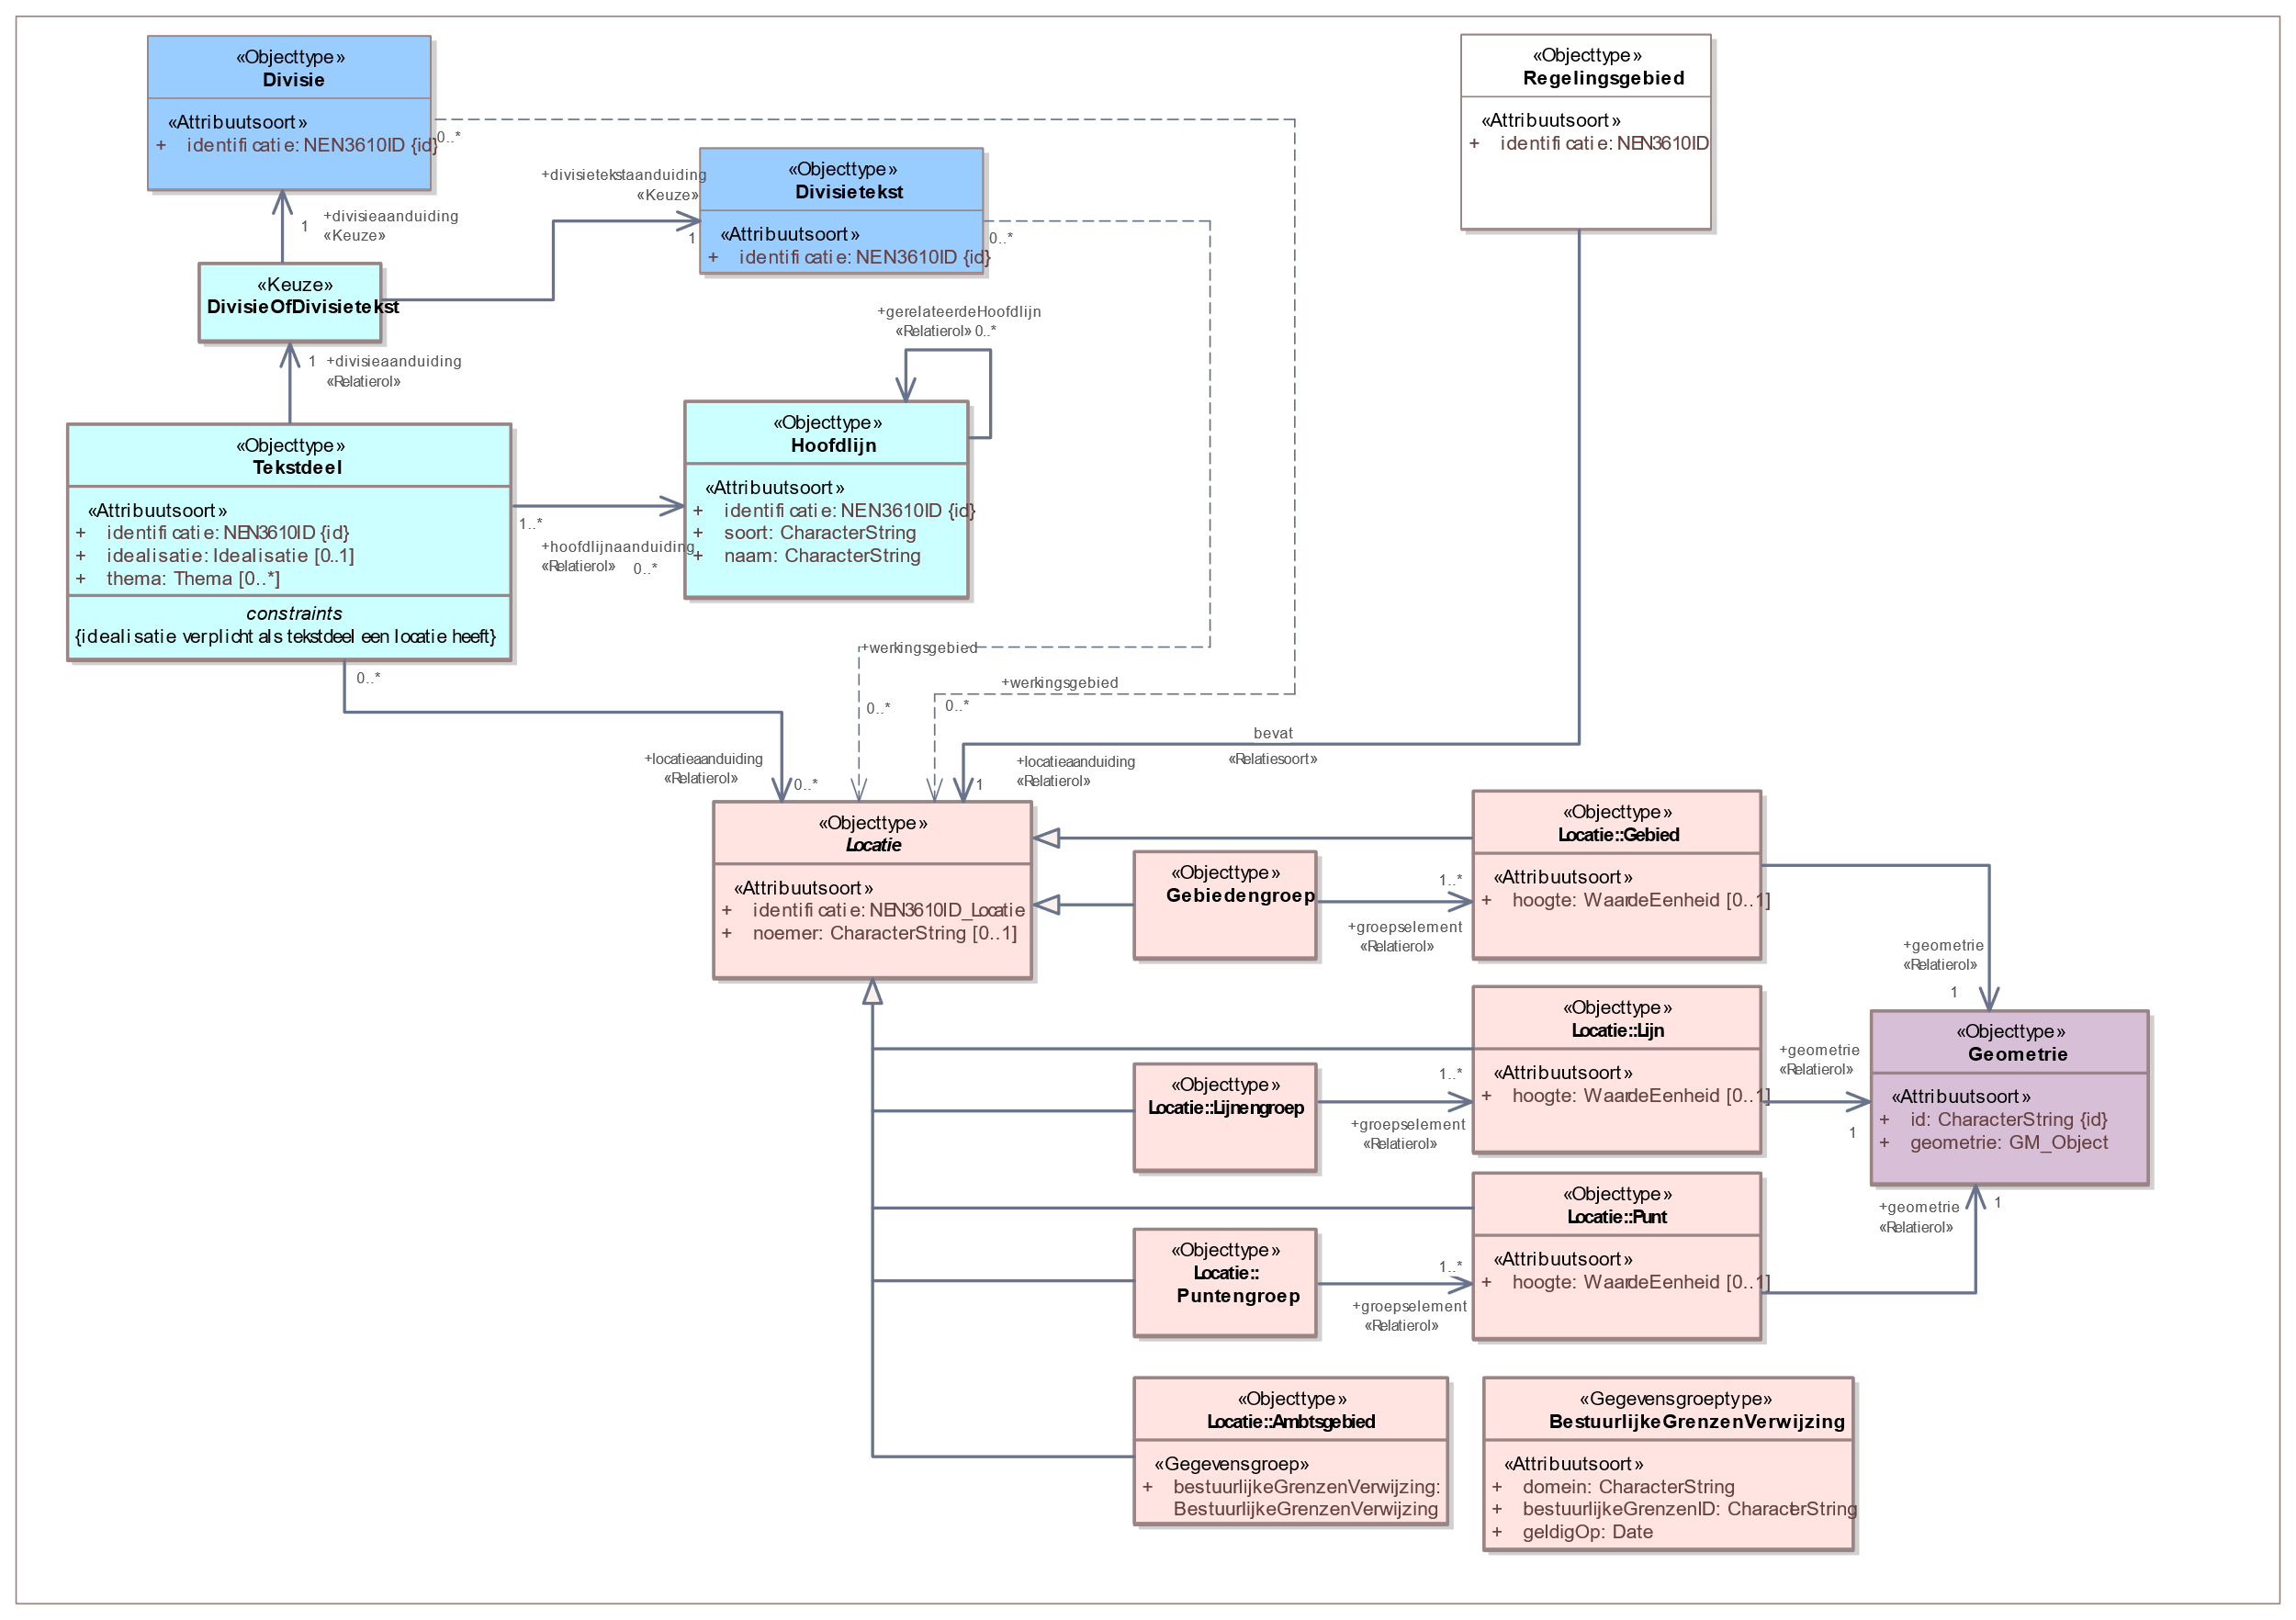 «Objecttype»
Divisie
«Attribuutsoort»
+ identificatie: NEN3610ID {id}
0..*
«Objecttype»
Regelingsgebied
«Attribuutsoort»
+ identificatie: NEN3610ID
+divisietekstaanduiding
«Keuze»
1
«Objecttype»
Divisietekst
«Attribuutsoort»
+ identificatie: NEN3610ID {id}
0..*
1
+divisieaanduiding
«Keuze»
«Keuze»
DivisieOfDivisietekst
1
+divisieaanduiding
«Relatierol»
+gerelateerdeHoofdlijn
«Relatierol» 0..*
«Objecttype»
Tekstdeel
«Attribuutsoort»
+ identificatie: NEN3610ID {id}
+ idealisatie: Idealisatie [0..1]
+ thema: Thema [0..*]
constraints
{idealisatie verplicht als tekstdeel een locatie heeft}
1..*
+hoofdlijnaanduiding
«Relatierol» 0..*
«Objecttype»
Hoofdlijn
«Attribuutsoort»
+ identificatie: NEN3610ID {id}
+ soort: CharacterString
+ naam: CharacterString
0..*
+werkingsgebied
0..*
+werkingsgebied
0..*
bevat
«Relatiesoort»
+locatieaanduiding
«Relatierol»
0..*
+locatieaanduiding
«Relatierol»
1
«Objecttype»
Locatie
«Attribuutsoort»
+ identificatie: NEN3610ID_Locatie
+ noemer: CharacterString [0..1]
«Objecttype»
Gebiedengroep
1..*
+groepselement
«Relatierol»
«Objecttype»
Locatie::Gebied
«Attribuutsoort»
+ hoogte: WaardeEenheid [0..1]
+geometrie
«Relatierol»
1
«Objecttype»
Locatie::Lijn
«Attribuutsoort»
+ hoogte: WaardeEenheid [0..1]
+geometrie
«Relatierol»
1
«Objecttype»
Locatie::Lijnengroep
1..*
+groepselement
«Relatierol»
«Objecttype»
Geometrie
«Attribuutsoort»
+ id: CharacterString {id}
+ geometrie: GM_Object
«Objecttype»
Locatie::Punt
«Attribuutsoort»
+ hoogte: WaardeEenheid [0..1]
+geometrie
«Relatierol»
1
«Objecttype»
Locatie::
Puntengroep
1..*
+groepselement
«Relatierol»
«Objecttype»
Locatie::Ambtsgebied
«Gegevensgroep»
+ bestuurlijkeGrenzenVerwijzing:
BestuurlijkeGrenzenVerwijzing
«Gegevensgroeptype»
BestuurlijkeGrenzenVerwijzing
«Attribuutsoort»
+ domein: CharacterString
+ bestuurlijkeGrenzenID: CharacterString
+ geldigOp: Date